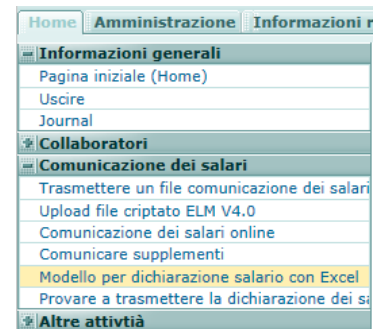 Home Amministrazione Informazioni r
Informazioni generali
Pagina iniziale (Home)
Uscire
Journal
Collaboratori
Comunicazione dei salari
Trasmettere un file comunicazione dei salari
Upload file criptato ELM V4.0
Comunicazione dei salari online
Comunicare supplementi
Modello per dichiarazione salario con Excel
Provare a trasmettere la dichiarazione dei sa
Altre attivtià